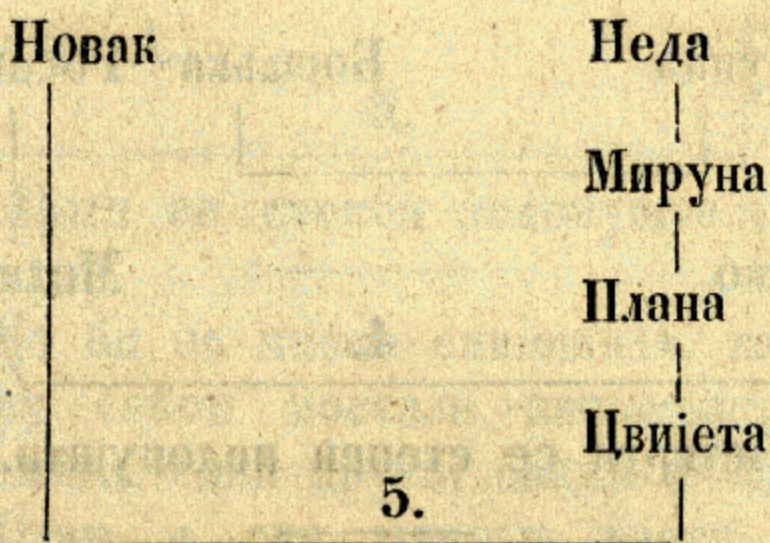 Новак Неда
Мируна
Плана
Цвиіета
5.